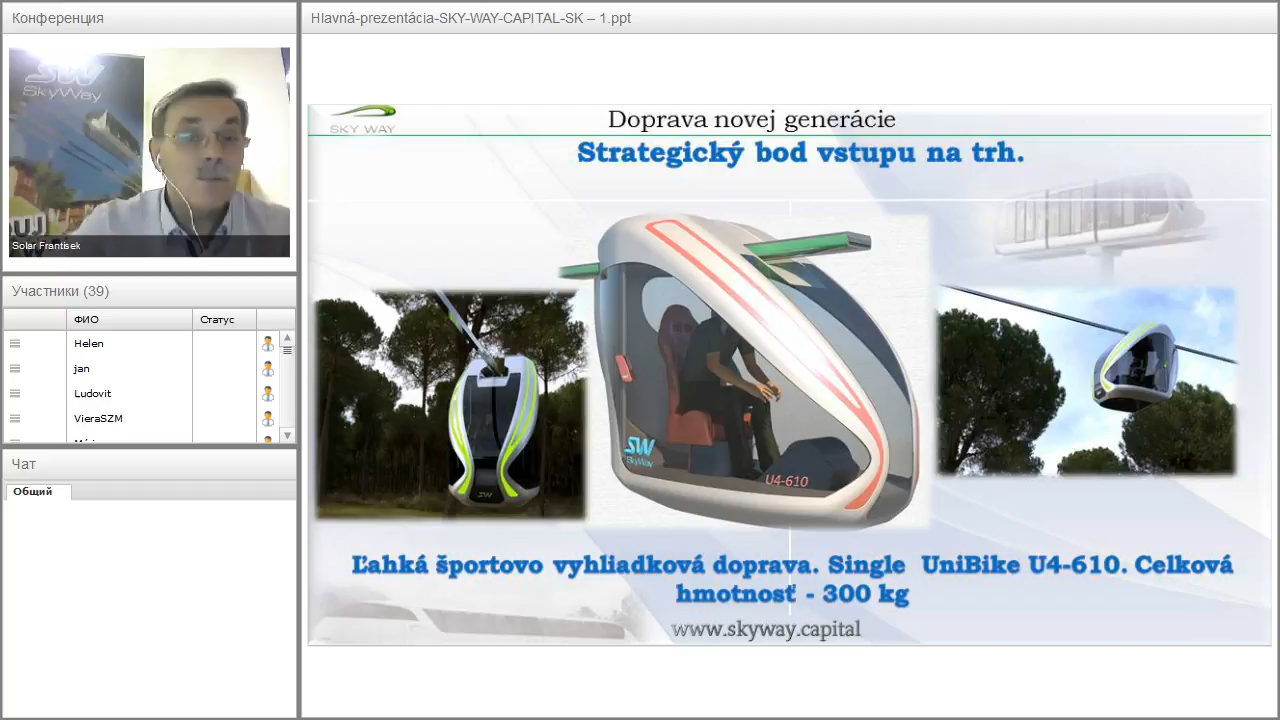 Конференция
SW
SkyWay
UJ
Solar Frantisek
Участники (39)
ФИО
Статус
Helen
jan
Ludovit
VieraSZM
Чат
Общий
Hlavná-prezentácia-SKY-WAY-CAPITAL-SK – 1.ppt
SKY WAY
Doprava novej generácie
Strategický bod vstupu na trh.
SW
SW
SkyWay
U4-610
Ľahká športovo vyhliadková doprava. Single UniBike U4-610. Celková
hmotnosť - 300 kg
www.skyway.capital